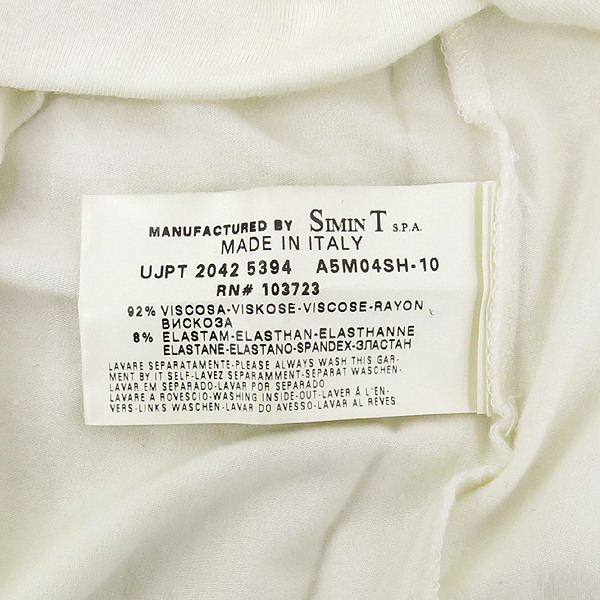 MANUFACTURED BY SIMIN T S.P.A.
MADE IN ITALY
UJPT 2042 5394 A5M04SH-10
RN# 103723
92% VISCOSA-VISKOSE-VISCOSE-RAYON
ВИСКОЗА
8% ELASTAM-ELASTHAN-ELASTHANNE
ELASTANE-ELASTANO-SPANDEX-ЭЛАСТАН
LAVARE SEPARATAMENTE-PLEASE ALWAYS WASH THIS GAR-
MENT BY IT SELF-LAVEZ SEPARAMMENT-SEPARAT WASCHEN-
LAVAR EM SEPARADO-LAVAR POR SEPARADO
LAVARE A ROVESCIO-WASHING INSIDE-OUT-LAVER Á L'EN-
VERS-LINKS WASCHEN-LAVAR DO AVESSO-LAVAR AL REVES